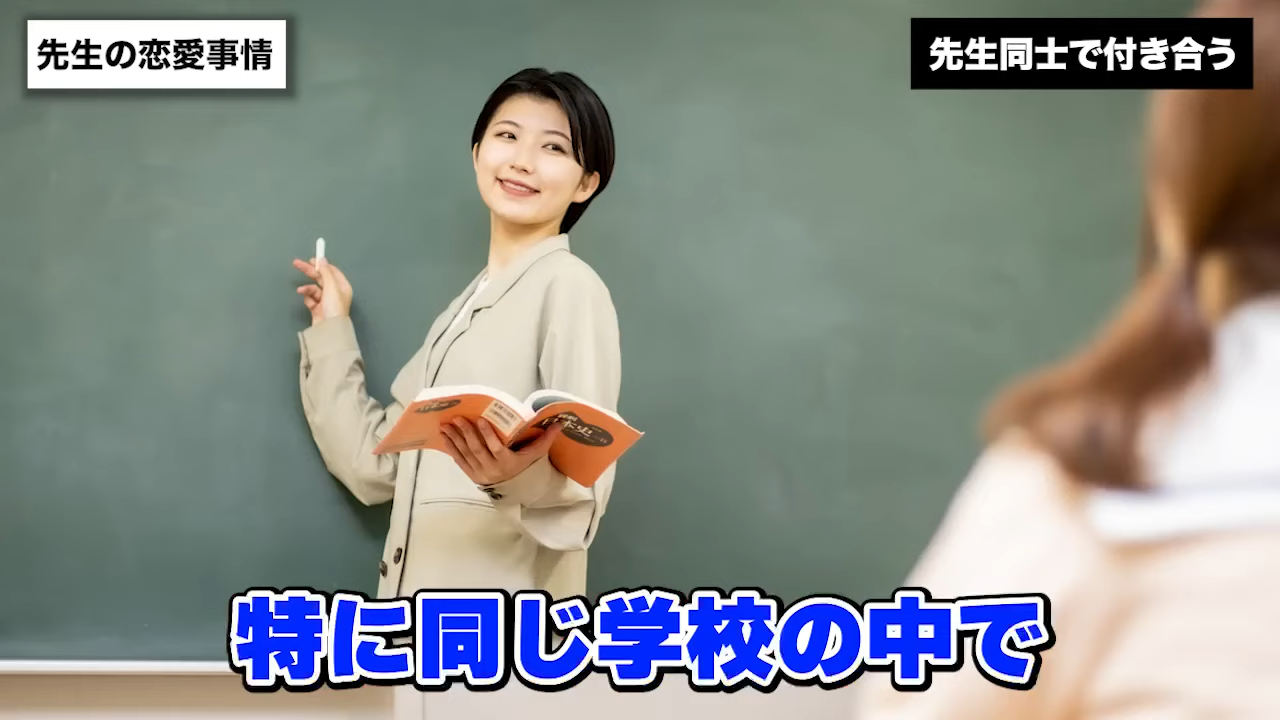 先生の恋愛事情
先生同士で付き合う
特に同じ学校の中で